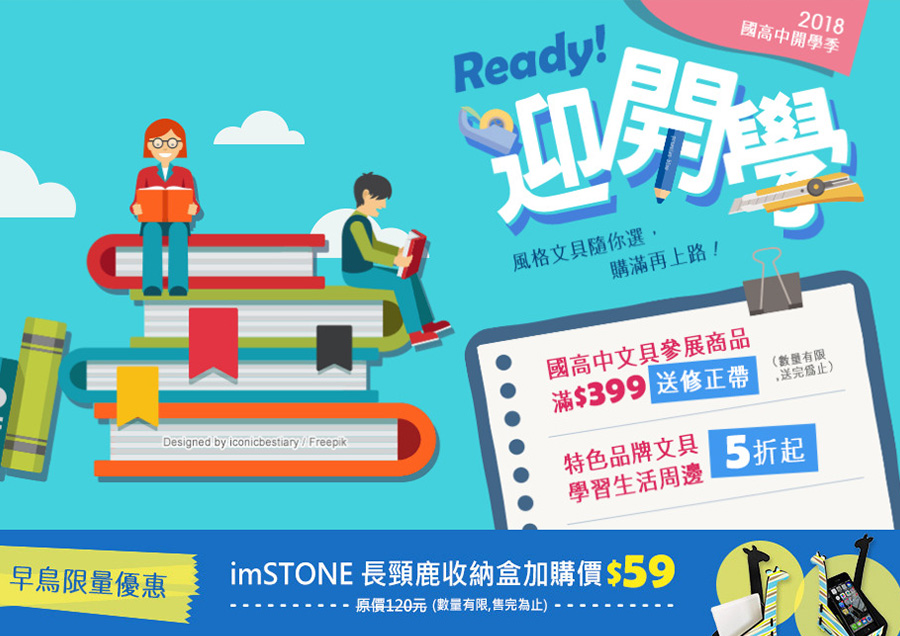 2018
國高中開學季
Ready!
迎開學
風格文具隨你選，
購滿再上路！
國高中文具參展商品
滿$399 送修正帶
(數量有限
,送完為止)
特色品牌文具
學習生活周邊
5折起
Designed by iconicbestiary / Freepik
早鳥限量優惠
imSTONE 長頸鹿收納盒加購價$59
原價120元 (數量有限,售完為止)